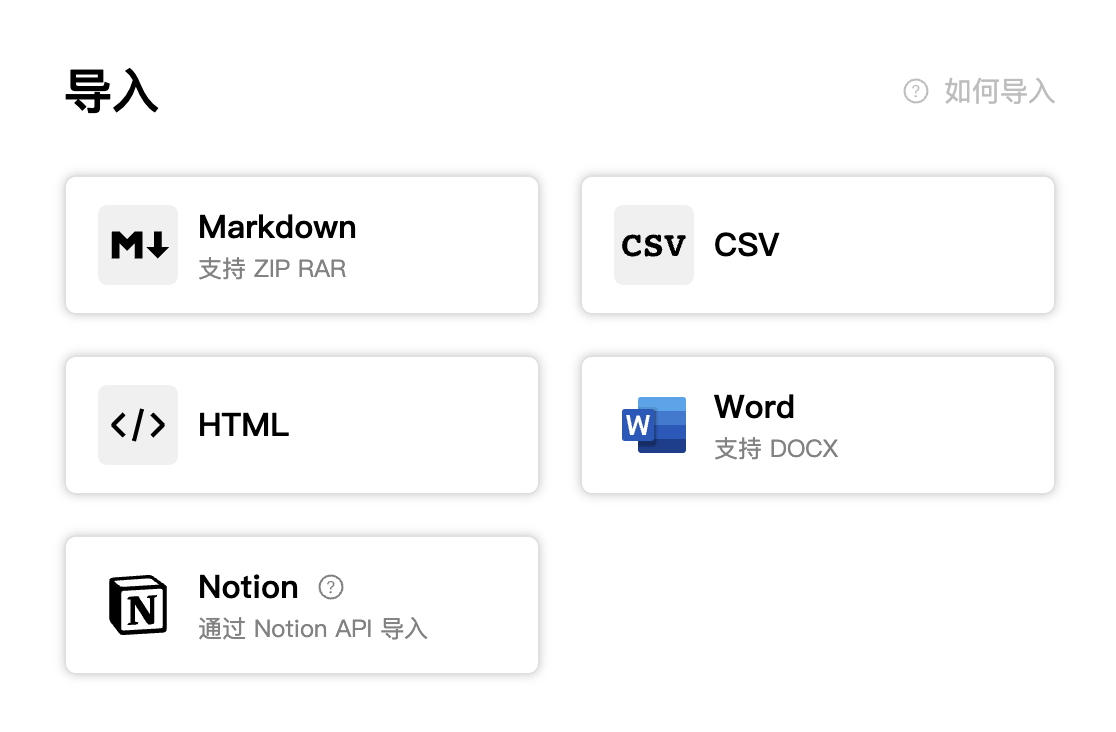 导入
如何导入
Markdown
支持 ZIP RAR
CSV
CSV
HTML
W
Word
支持 DOCX
N
Notion
通过 Notion API 导入